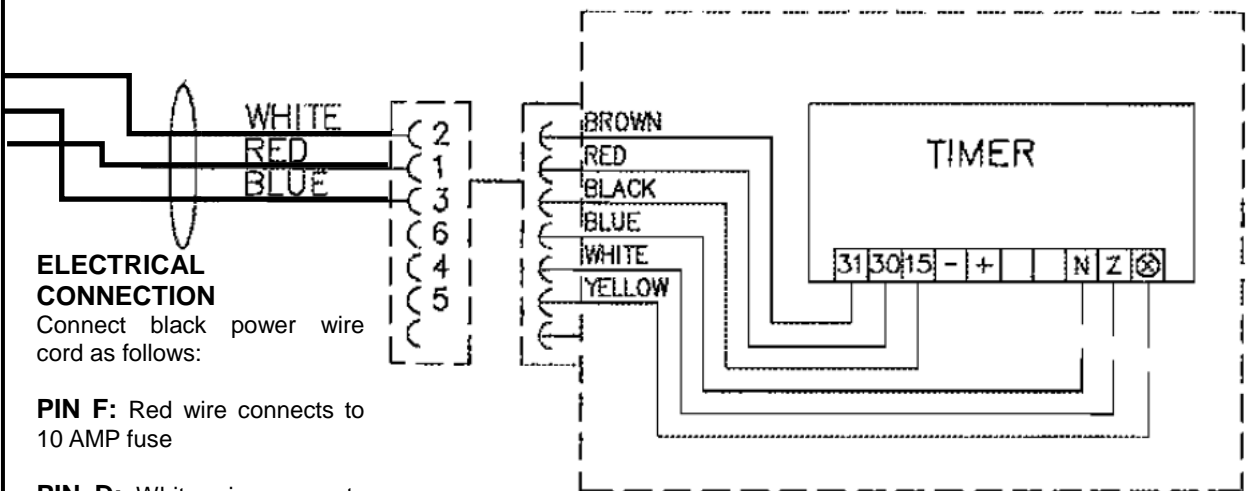 WHITE
RED
BLUE
2
1
3
6
4
5
BROWN
RED
BLACK
BLUE
WHITE
YELLOW
TIMER
31 30 15 - + N Z
ELECTRICAL
CONNECTION
Connect black power wire
cord as follows:
PIN F: Red wire connects to
10 AMP fuse